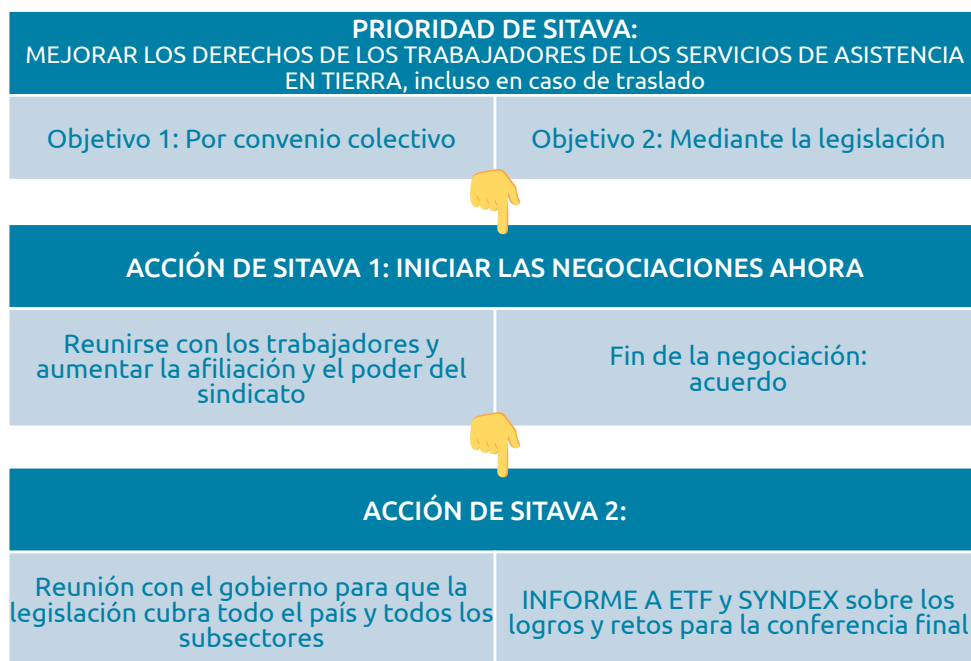 PRIORIDAD DE SITAVA:
MEJORAR LOS DERECHOS DE LOS TRABAJADORES DE LOS SERVICIOS DE ASISTENCIA
EN TIERRA, incluso en caso de traslado
Objetivo 1: Por convenio colectivo
Objetivo 2: Mediante la legislación
ACCIÓN DE SITAVA 1: INICIAR LAS NEGOCIACIONES AHORA
Reunirse con los trabajadores y
aumentar la afiliación y el poder del
sindicato
Fin de la negociación:
acuerdo
ACCIÓN DE SITAVA 2:
Reunión con el gobierno para que la
legislación cubra todo el país y todos los
subsectores
INFORME A ETF y SYNDEX sobre los
logros y retos para la conferencia final